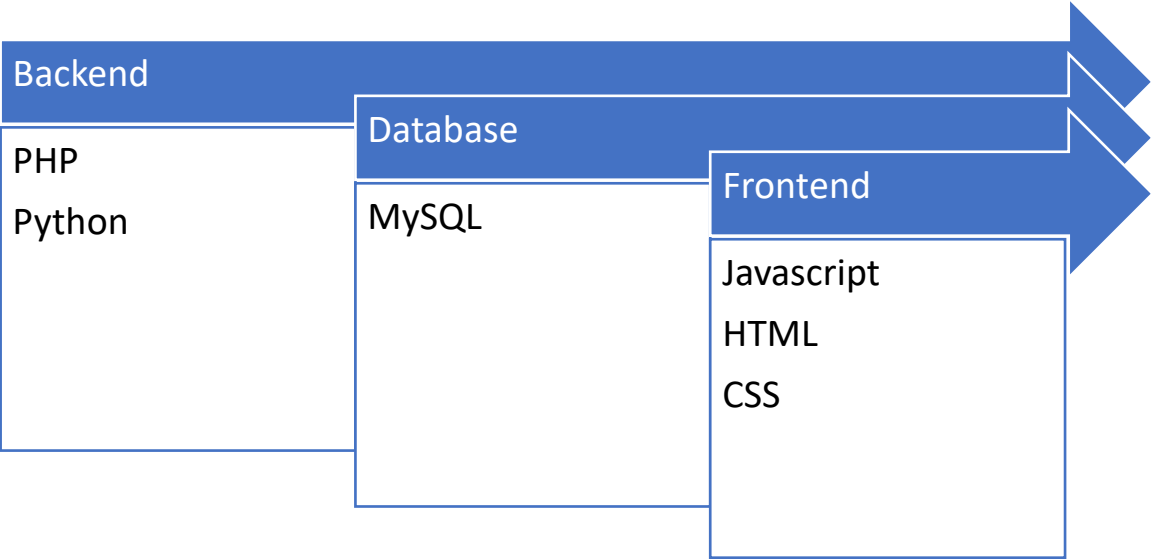 Backend
PHP
Python
Database
MySQL
Frontend
Javascript
HTML
CSS